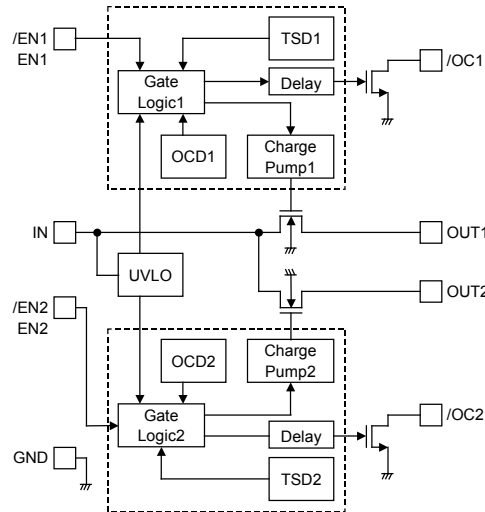 /EN1
EN1
TSD1
/OC1
Gate
Logic1
Delay
OCD1
Charge
Pump1
IN
OUT1
UVLO
OUT2
/EN2
EN2
OCD2
Charge
Pump2
/OC2
Gate
Logic2
Delay
GND
TSD2